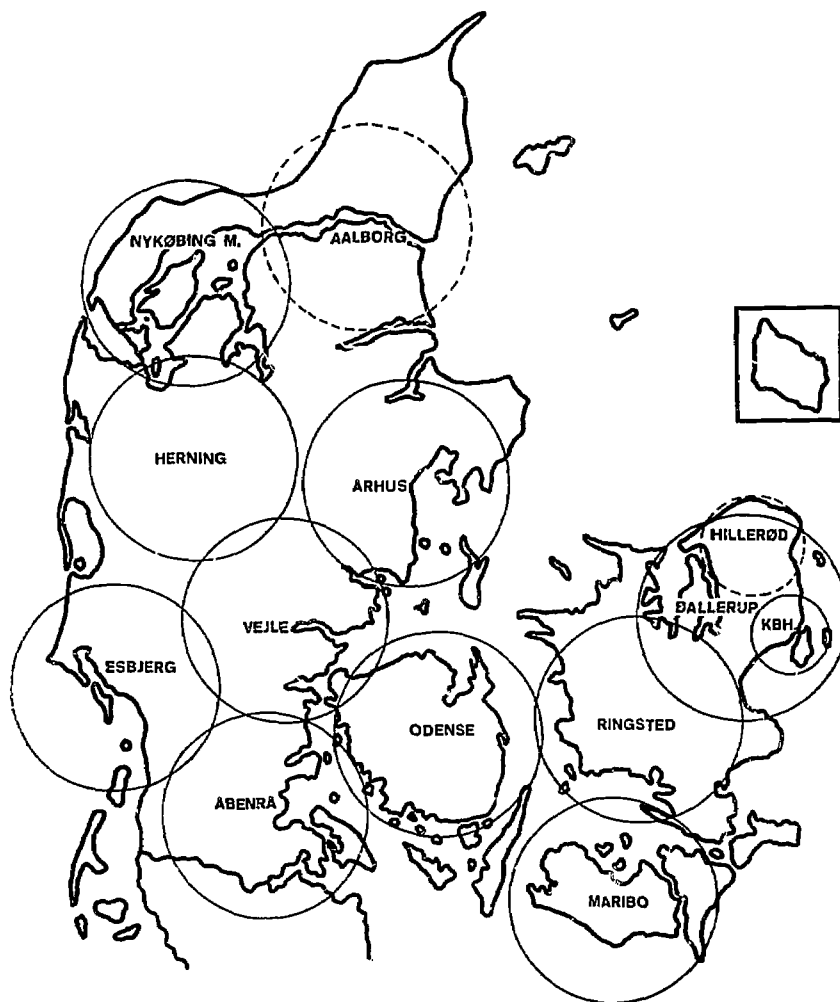 NYKØBING M.
AALBORG
HERNING
ÅRHUS
HILLERØD
BALLERUP
KBH.
VEJLE
ESBJERG
ODENSE
RINGSTED
ÅBENRÅ
MARIBO